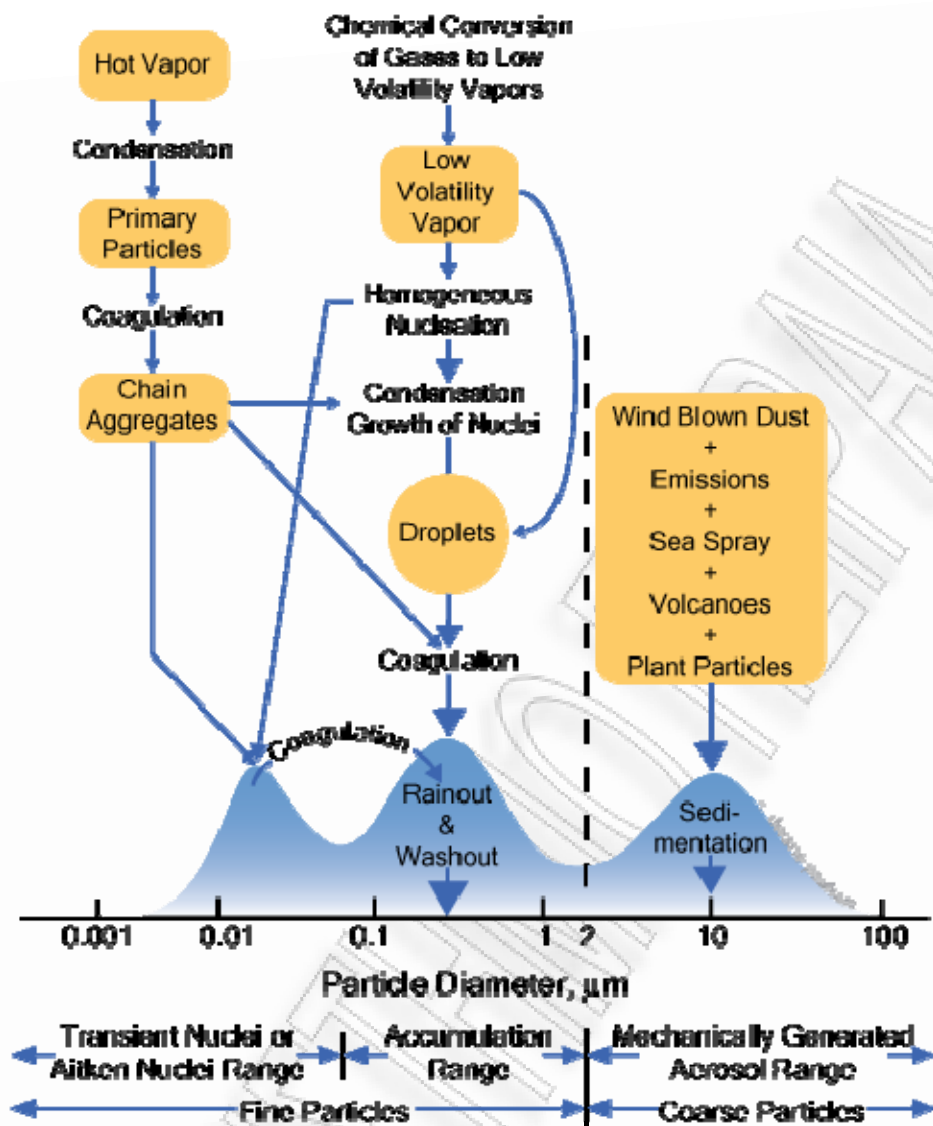 Hot Vapor
Condensation
Primary
Particles
Coagulation
Chain
Aggregates
Chemical Conversion
of Gases to Low
Volatility Vapors
Low
Volatility
Vapor
Homogeneous
Nucleation
Condensation
Growth of Nuclei
Droplets
Coagulation
Wind Blown Dust
+
Emissions
+
Sea Spray
+
Volcanoes
+
Plant Particles
Coagulation
Rainout
&
Washout
Sedi-
mentation
0.001 0.01 0.1 1 2 10 100
Particle Diameter, μm
Transient Nuclei or
Aitken Nuclei Range
Accumulation
Range
Mechanically Generated
Aerosol Range
Fine Particles
Coarse Particles